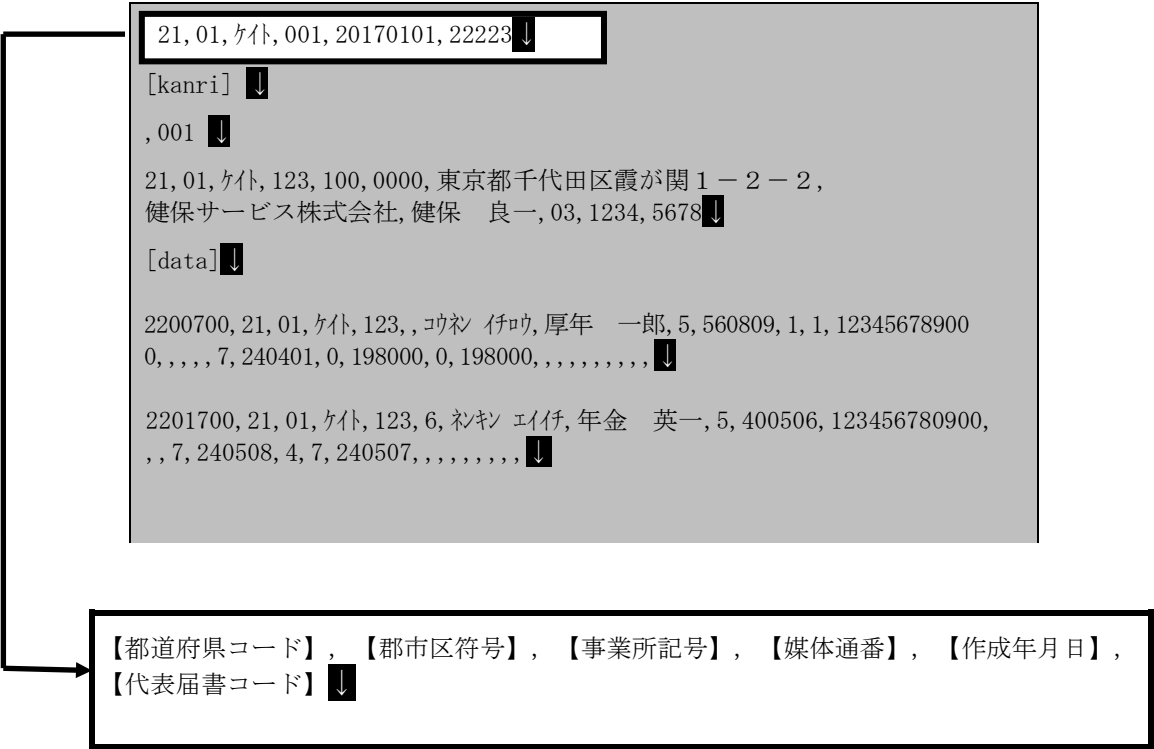 21,01,ｹｲﾄ,001,20170101,22223↓
[kanri] ↓
,001 ↓
21,01,ｹｲﾄ,123,100,0000,東京都千代田区霞が関１－２－２,
健保サービス株式会社,健保　良一,03,1234,5678↓
[data]↓
2200700,21,01,ｹｲﾄ,123,,ｺｳﾈﾝ ｲﾁﾛｳ,厚年　一郎,5,560809,1,1,12345678900
0,,,,,7,240401,0,198000,0,198000,,,,,,,,,,↓
2201700,21,01,ｹｲﾄ,123,6,ﾈﾝｷﾝ ｴｲｲﾁ,年金　英一,5,400506,123456780900,
,,7,240508,4,7,240507,,,,,,,,,↓
【都道府県コード】,【郡市区符号】,【事業所記号】,【媒体通番】,【作成年月日】,
【代表届書コード】↓